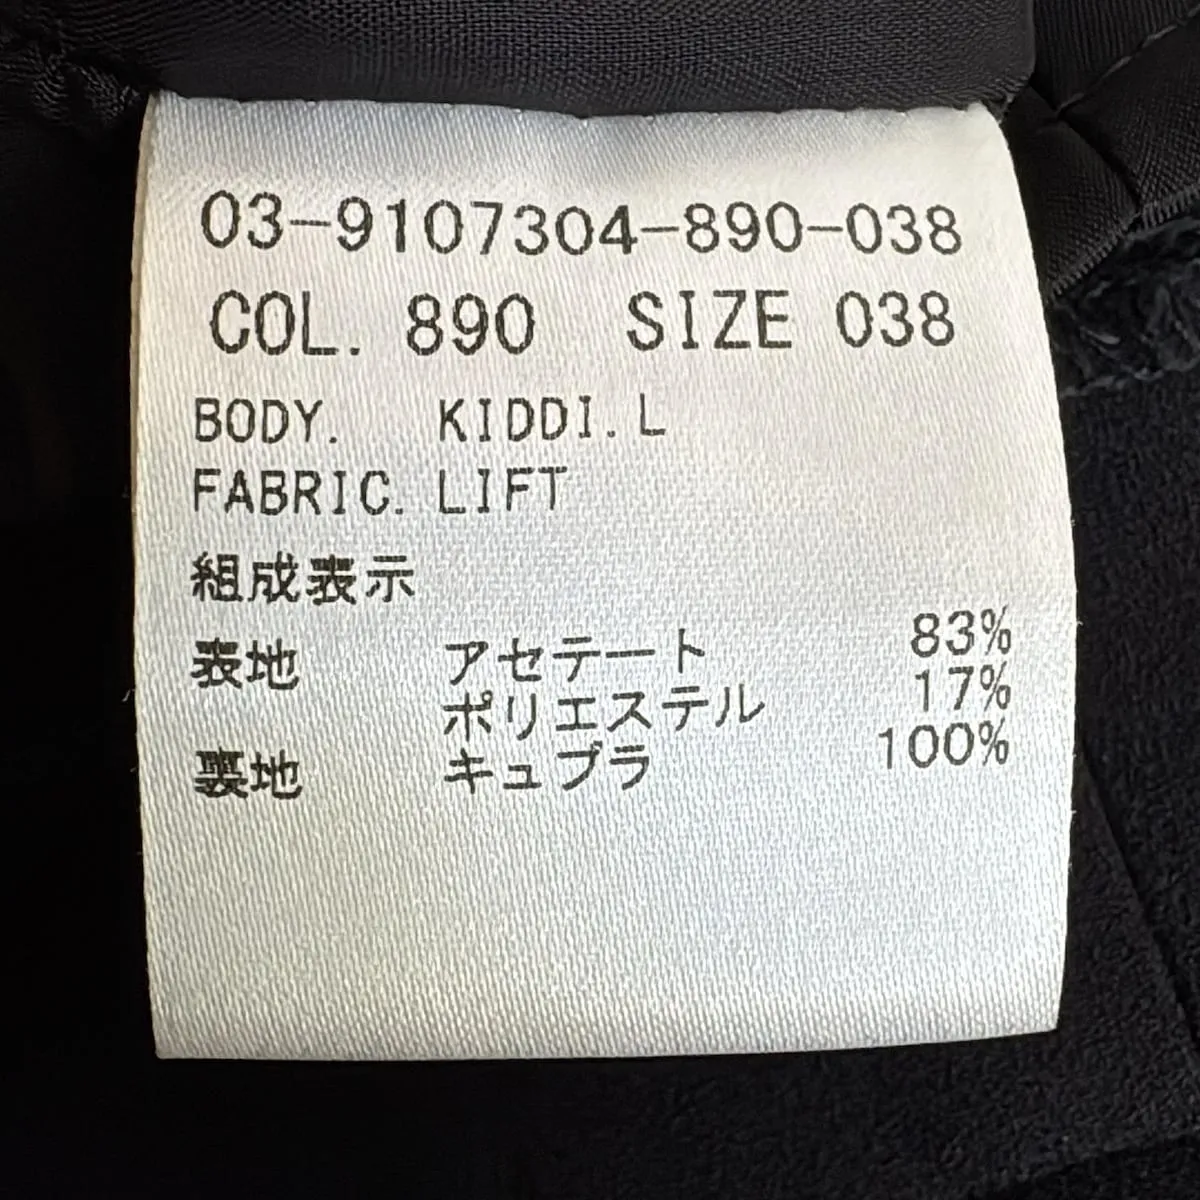 03-9107304-890-038
COL. 890 SIZE 038
BODY. KIDDI.L
FABRIC. LIFT
組成表示
表地 アセテート 83%
ポリエステル 17%
裏地 キュプラ 100%